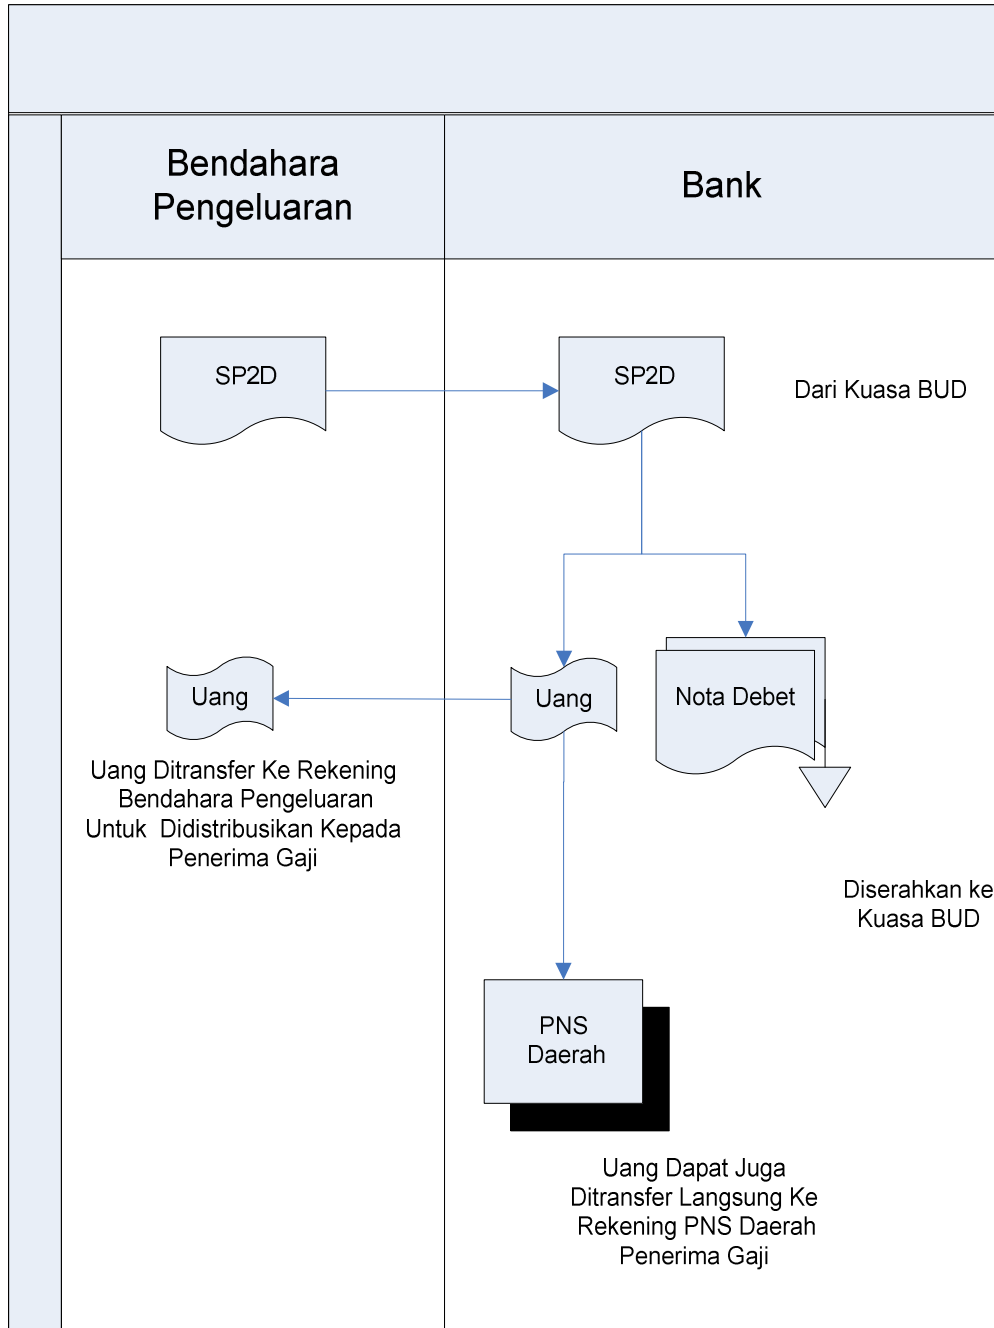 Bendahara
Pengeluaran
Bank
SP2D
SP2D
Dari Kuasa BUD
Uang
Uang
Nota Debet
Uang Ditransfer Ke Rekening
Bendahara Pengeluaran
Untuk Didistribusikan Kepada
Penerima Gaji
Diserahkan ke
Kuasa BUD
PNS
Daerah
Uang Dapat Juga
Ditransfer Langsung Ke
Rekening PNS Daerah
Penerima Gaji